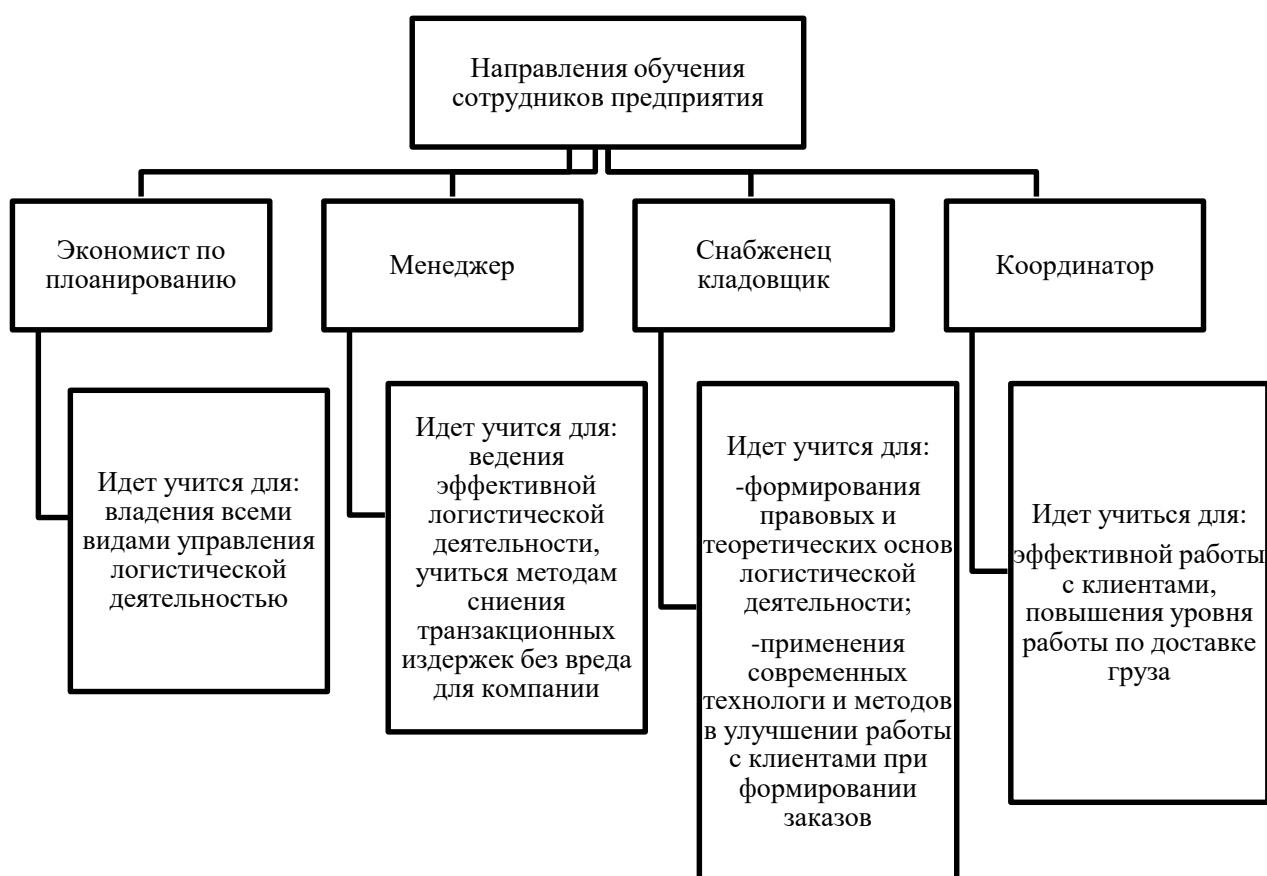 Направления обучения
сотрудников предприятия
Экономист по
плоанированию
Менеджер
Снабженец
кладовщик
Координатор
Идет учится для:
владения всеми
видами управления
логистической
деятельностью
Идет учится для:
ведения
эффективной
логистической
деятельности,
учиться методам
сниения
транзакционных
издержек без вреда
для компании
Идет учится для:
-формирования
правовых и
теоретических основ
логистической
деятельности;
-применения
современных
технологи и методов
в улучшении работы
с клиентами при
формировании
заказов
Идет учиться для:
эффективной работы
с клиентами,
повышения уровня
работы по доставке
груза